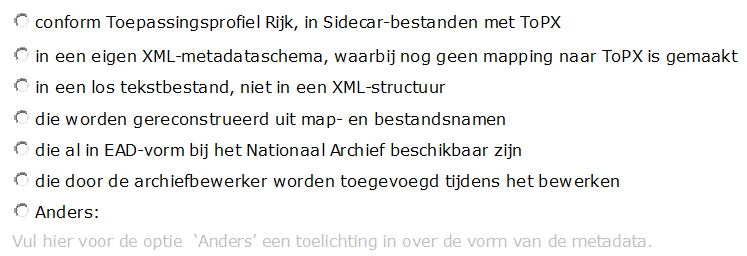 conform Toepassingsprofiel Rijk, in Sidecar-bestanden met ToPX
in een eigen XML-metadataschema, waarbij nog geen mapping naar ToPX is gemaakt
in een los tekstbestand, niet in een XML-structuur
die worden gereconstrueerd uit map- en bestandsnamen
die al in EAD-vorm bij het Nationaal Archief beschikbaar zijn
die door de archiefbewerker worden toegevoegd tijdens het bewerken
Anders:
Vul hier voor de optie ‘Anders’ een toelichting in over de vorm van de metadata.